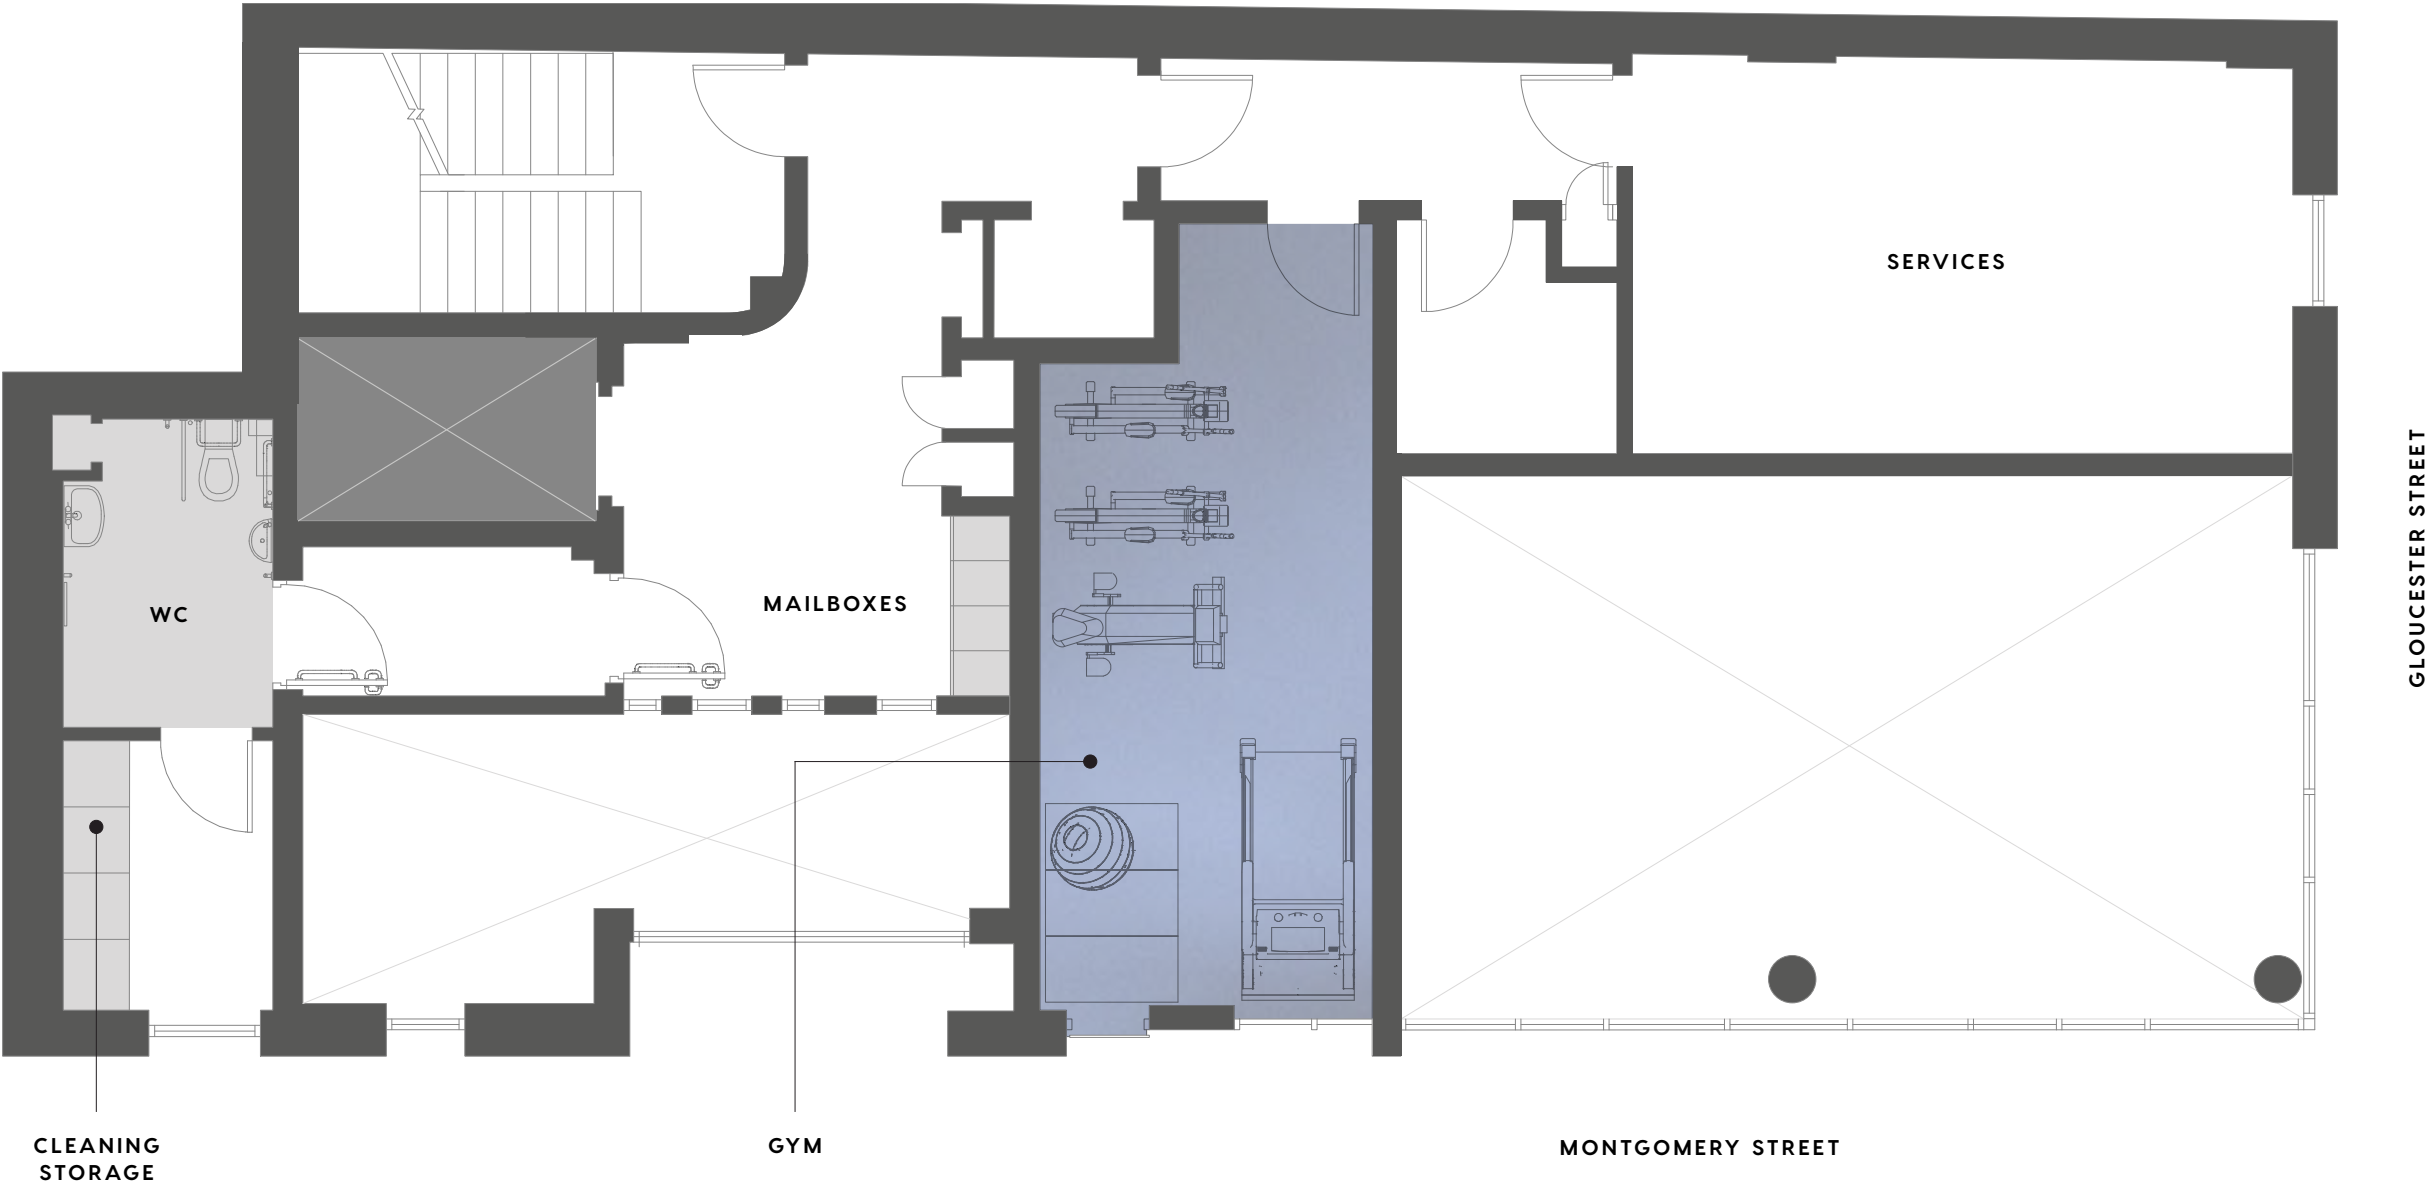 SERVICES
GLOUCESTER STREET
MAILBOXES
WC
CLEANING
STORAGE
GYM
MONTGOMERY STREET